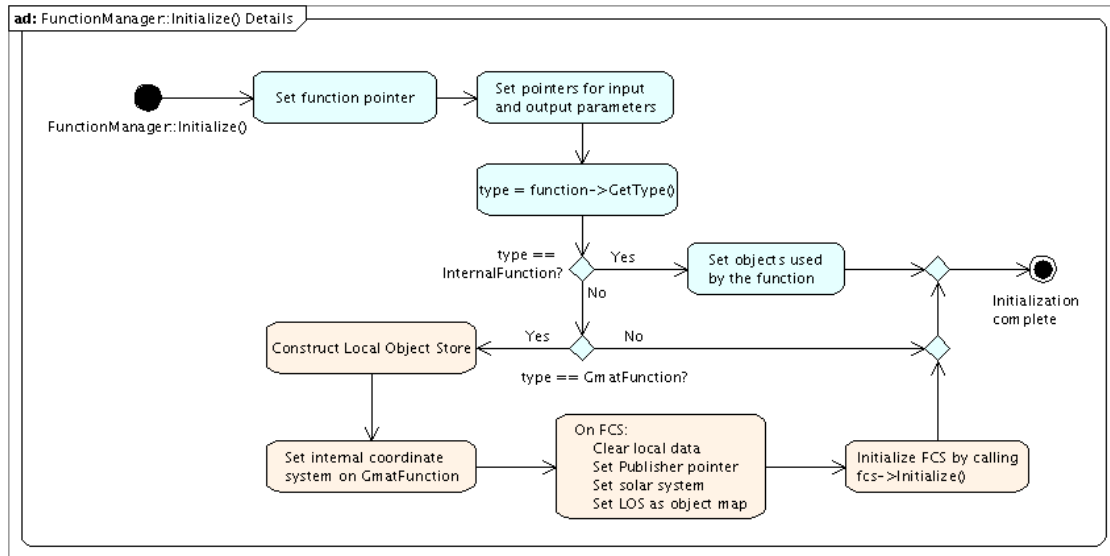 ad: FunctionManager::Initialize() Details
Set function pointer
Set pointers for input
and output parameters
FunctionManager::Initialize()
type = function->GetType()
type ==
InternalFunction?
Yes
Set objects used
by the function
No
Initialization
complete
Construct Local Object Store
Yes
No
type == GmatFunction?
Set internal coordinate
system on GmatFunction
On FCS:
Clear local data
Set Publisher pointer
Set solar system
Set LOS as object map
Initialize FCS by calling
fcs->Initialize()